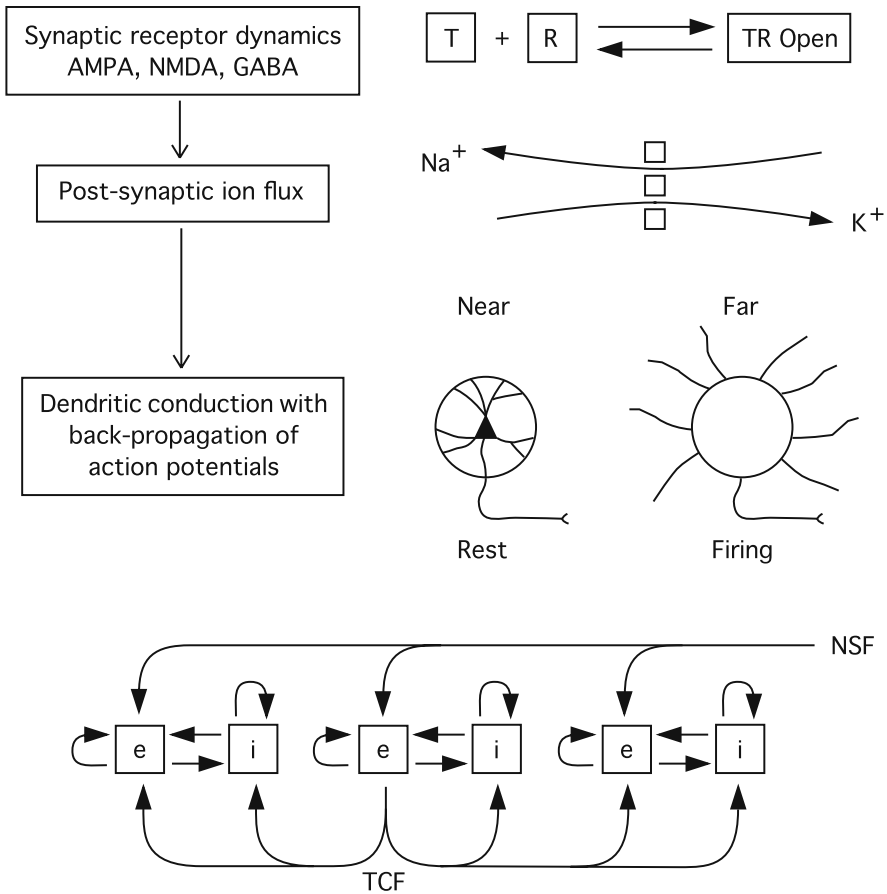 Synaptic receptor dynamics
AMPA, NMDA, GABA
T + R TR Open
Post-synaptic ion flux
Na+
K+
Near Far
Dendritic conduction with
back-propagation of
action potentials
Rest Firing
NSF
e i e i e i
TCF